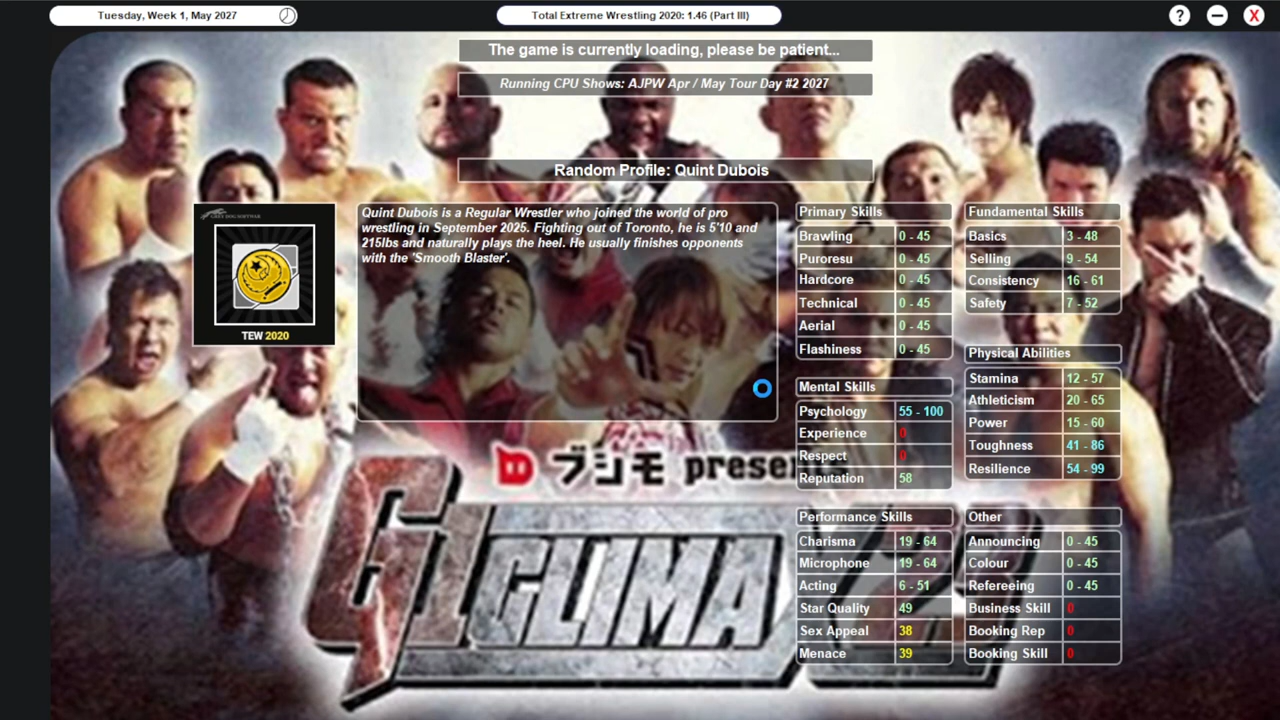 Tuesday, Week 1, May 2027
Total Extreme Wrestling 2020: 1.46 (Part III)
? X
The game is currently loading, please be patient...
Running CPU Shows: AJPW Apr / May Tour Day #2 2027
Random Profile: Quint Dubois
GREY DOG SOFTWARE
TEW 2020
Quint Dubois is a Regular Wrestler who joined the world of pro
wrestling in September 2025. Fighting out of Toronto, he is 5'10 and
215lbs and naturally plays the heel. He usually finishes opponents
with the 'Smooth Blaster'.
Primary Skills
Brawling 0 - 45
Puroresu 0 - 45
Hardcore 0 - 45
Technical 0 - 45
Aerial 0 - 45
Flashiness 0 - 45
Mental Skills
Psychology 55 - 100
Experience 0
Respect 0
Reputation 58
Performance Skills
Charisma 19 - 64
Microphone 19 - 64
Acting 6 - 51
Star Quality 49
Sex Appeal 38
Menace 39
Fundamental Skills
Basics 3 - 48
Selling 9 - 54
Consistency 16 - 61
Safety 7 - 52
Physical Abilities
Stamina 12 - 57
Athleticism 20 - 65
Power 15 - 60
Toughness 41 - 86
Resilience 54 - 99
Other
Announcing 0 - 45
Colour 0 - 45
Refereeing 0 - 45
Business Skill 0
Booking Rep 0
Booking Skill 0
ブシモ presen
G1 CLIMA